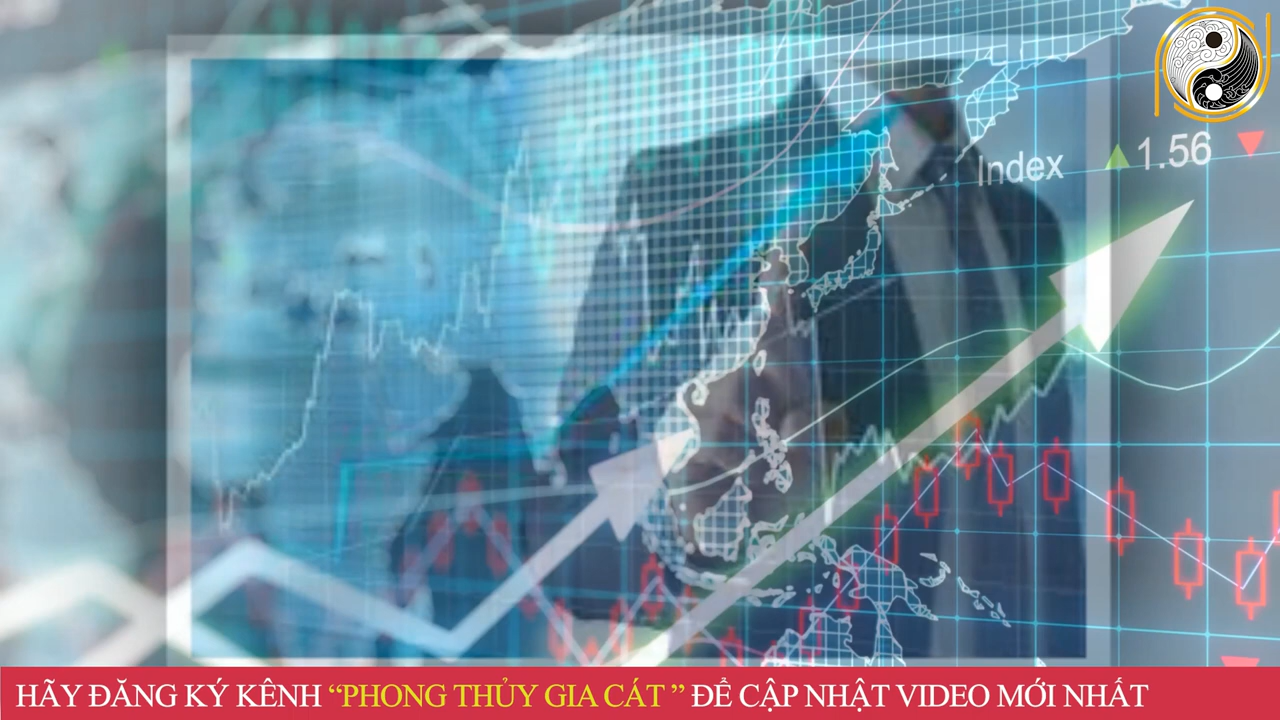 Index 1.56
HÃY ĐĂNG KÝ KÊNH “PHONG THỦY GIA CÁT ” ĐỂ CẬP NHẬT VIDEO MỚI NHẤT